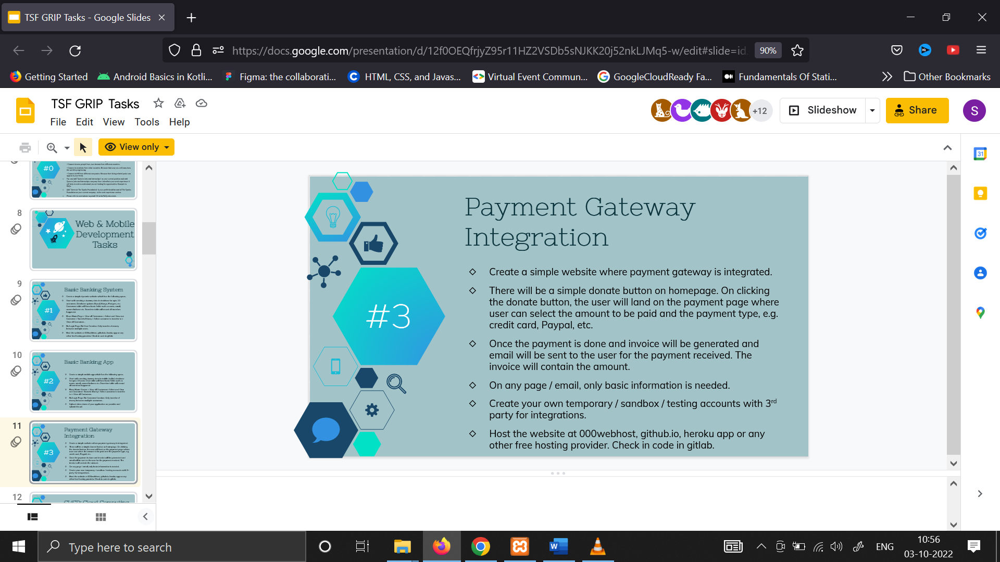 TSF GRIP Tasks - Google Slides
https://docs.google.com/presentation/d/12f0OEQfrjyZ95r11HZ2VSDb5sNJKK20j52nkLJMq5-w/edit#slide=id.
90%
Getting Started
Android Basics in Kotli...
Figma: the collaborati...
HTML, CSS, and Javas...
Virtual Event Commun...
GoogleCloudReady Fa...
Fundamentals Of Stati...
Other Bookmarks
TSF GRIP Tasks
File Edit View Tools Help
+12
Slideshow
Share
S
View only
31
#0
8
Web & Mobile
Development
Tasks
9
Basic Banking System
#1
10
Basic Banking App
#2
11
Payment Gateway
Integration
#3
12
Payment Gateway
Integration
#3
Create a simple website where payment gateway is integrated.
There will be a simple donate button on homepage. On clicking
the donate button, the user will land on the payment page where
user can select the amount to be paid and the payment type, e.g.
credit card, Paypal, etc.
Once the payment is done and invoice will be generated and
email will be sent to the user for the payment received. The
invoice will contain the amount.
On any page / email, only basic information is needed.
Create your own temporary / sandbox / testing accounts with 3rd
party for integrations.
Host the website at 000webhost, github.io, heroku app or any
other free hosting provider. Check in code in gitlab.
Type here to search
ENG
10:56
03-10-2022